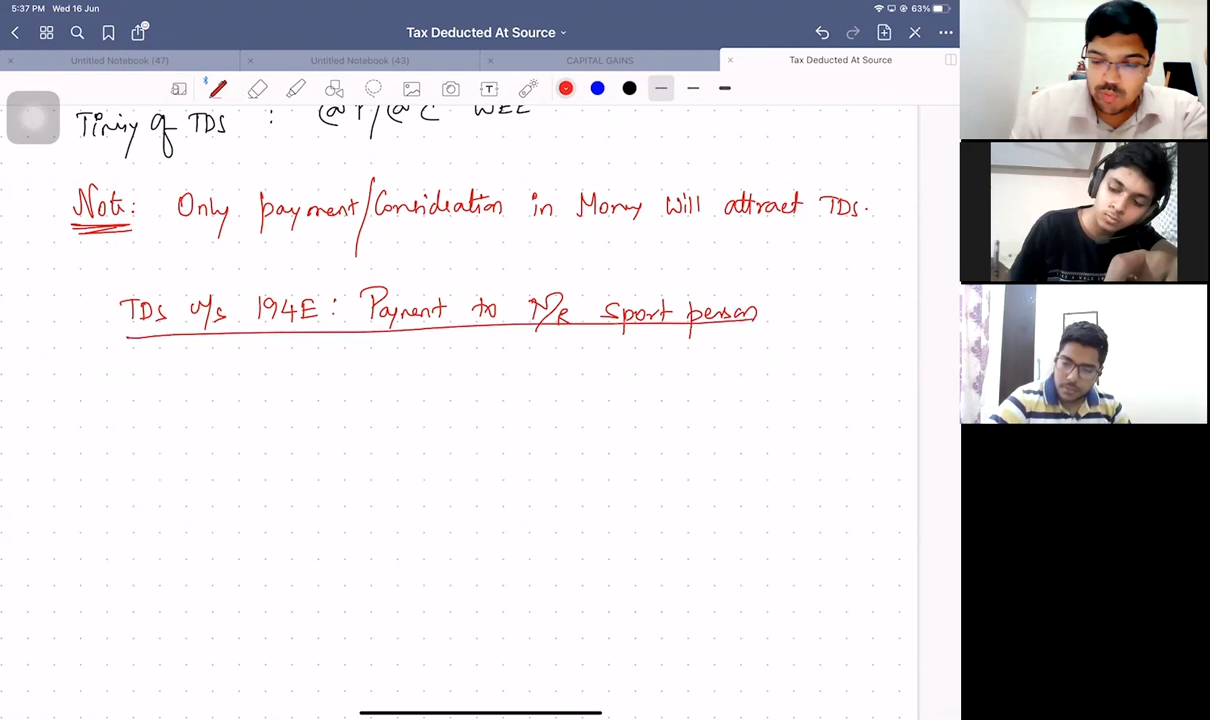 5:37 PM Wed 16 Jun
63%
Tax Deducted At Source
Untitled Notebook (47)
Untitled Notebook (43)
CAPITAL GAINS
Tax Deducted At Source
Timing of TDS : @P/@C WEE
Note: Only payment/Consideation in Money Will attract TDS.
TDS u/s 194E: Payment to N/R sport person